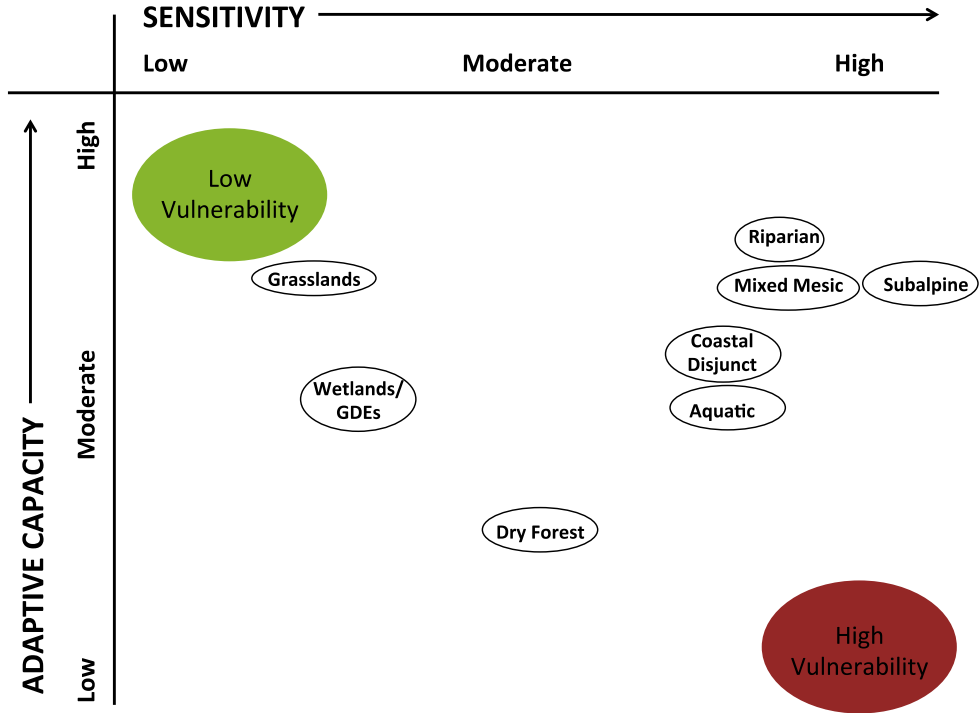 SENSITIVITY
Low
Moderate
High
ADAPTIVE CAPACITY
High
Moderate
Low
Low
Vulnerability
Riparian
Grasslands
Mixed Mesic
Subalpine
Coastal
Disjunct
Wetlands/
GDEs
Aquatic
Dry Forest
High
Vulnerability